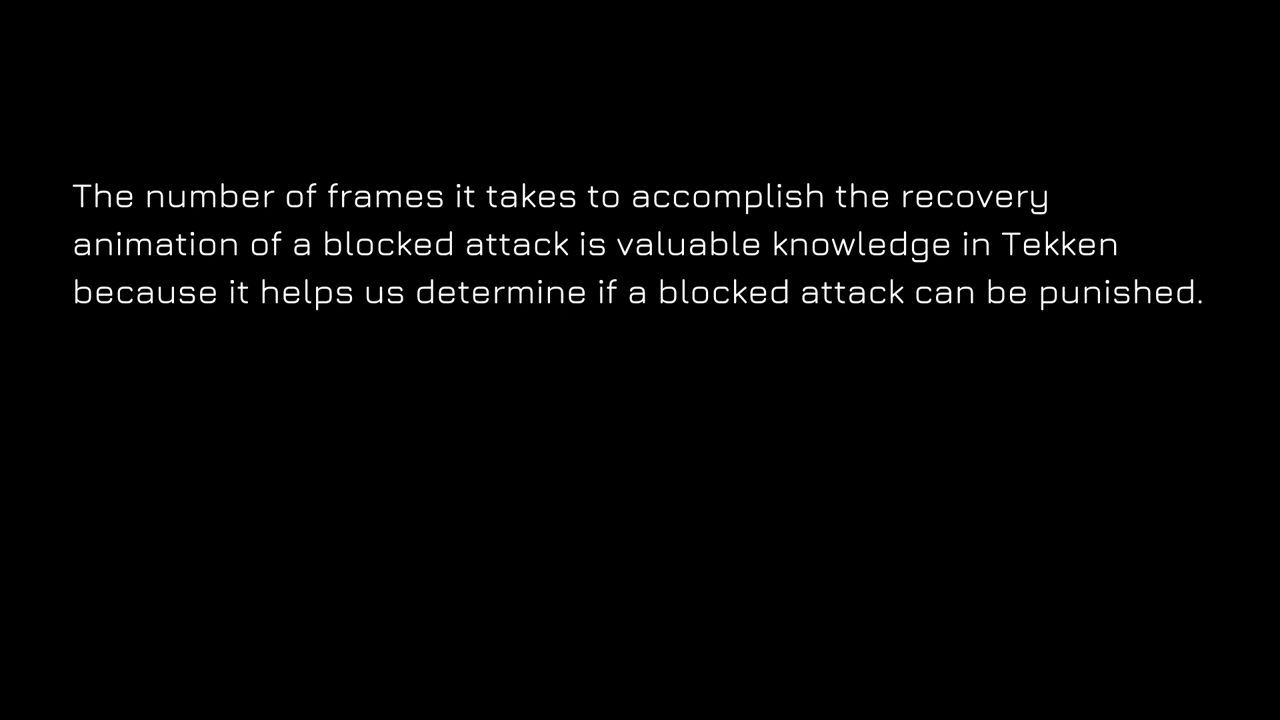 The number of frames it takes to accomplish the recovery
animation of a blocked attack is valuable knowledge in Tekken
because it helps us determine if a blocked attack can be punished.